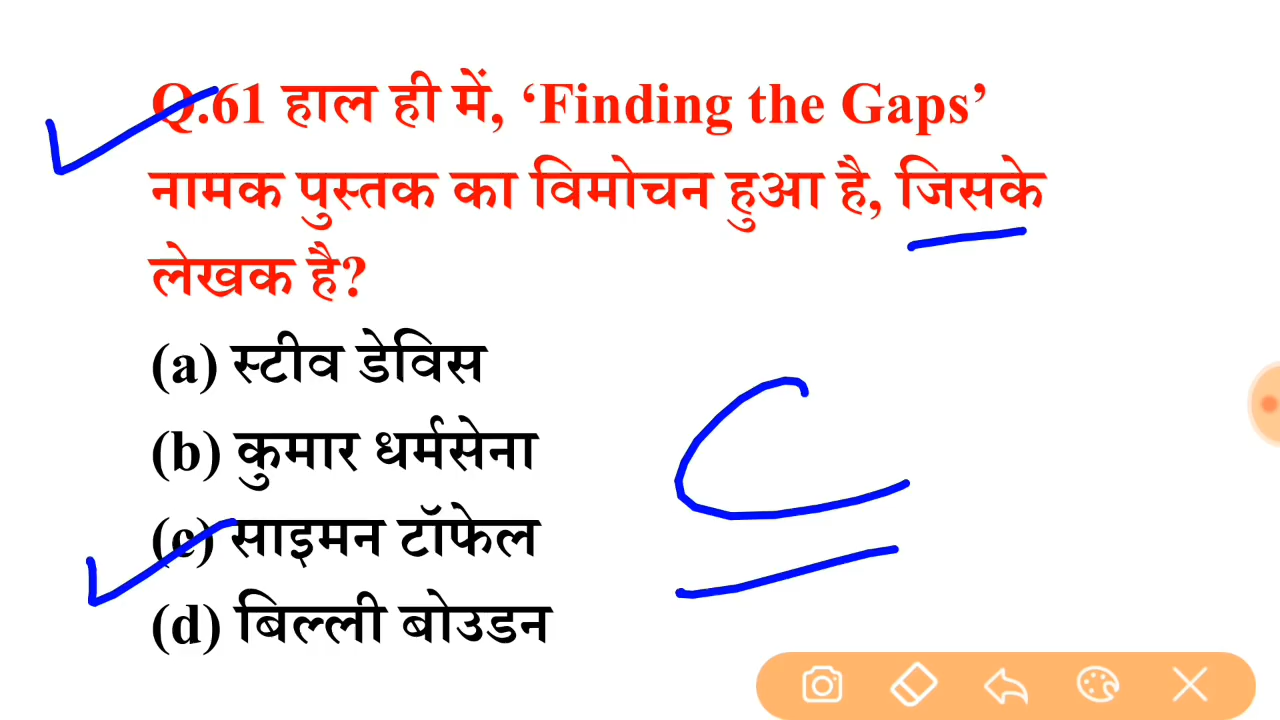 Q.61 हाल ही में, ‘Finding the Gaps’
नामक पुस्तक का विमोचन हुआ है, जिसके
लेखक है?
(a) स्टीव डेविस
(b) कुमार धर्मसेना
(c) साइमन टॉफेल
(d) बिल्ली बोउडन
C